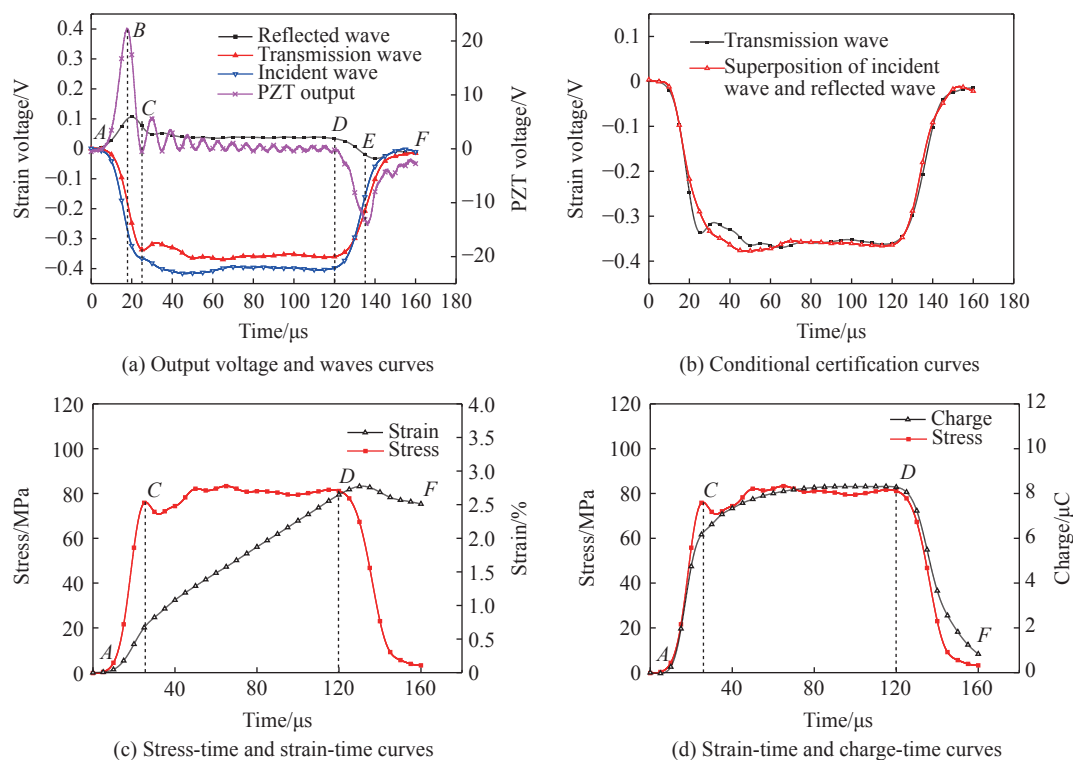 0.4
0.3
0.2
0.1
0
−0.1
−0.2
−0.3
−0.4
Strain voltage/V
20
10
0
−10
−20
PZT voltage/V
0 20 40 60 80 100 120 140 160 180
Time/μs
A
B
C
D
E
F
Reflected wave
Transmission wave
Incident wave
PZT output
(a) Output voltage and waves curves
0.1
0
−0.1
−0.2
−0.3
−0.4
Strain voltage/V
0 20 40 60 80 100 120 140 160 180
Time/μs
Transmission wave
Superposition of incident
wave and reflected wave
(b) Conditional certification curves
120
100
80
60
40
20
0
Stress/MPa
4.0
3.5
3.0
2.5
2.0
1.5
1.0
0.5
0
Strain/%
40 80 120 160
Time/μs
Strain
Stress
A
C
D
F
(c) Stress-time and strain-time curves
120
100
80
60
40
20
0
Stress/MPa
12
10
8
6
4
2
0
Charge/μC
40 80 120 160
Time/μs
Charge
Stress
A
C
D
F
(d) Strain-time and charge-time curves